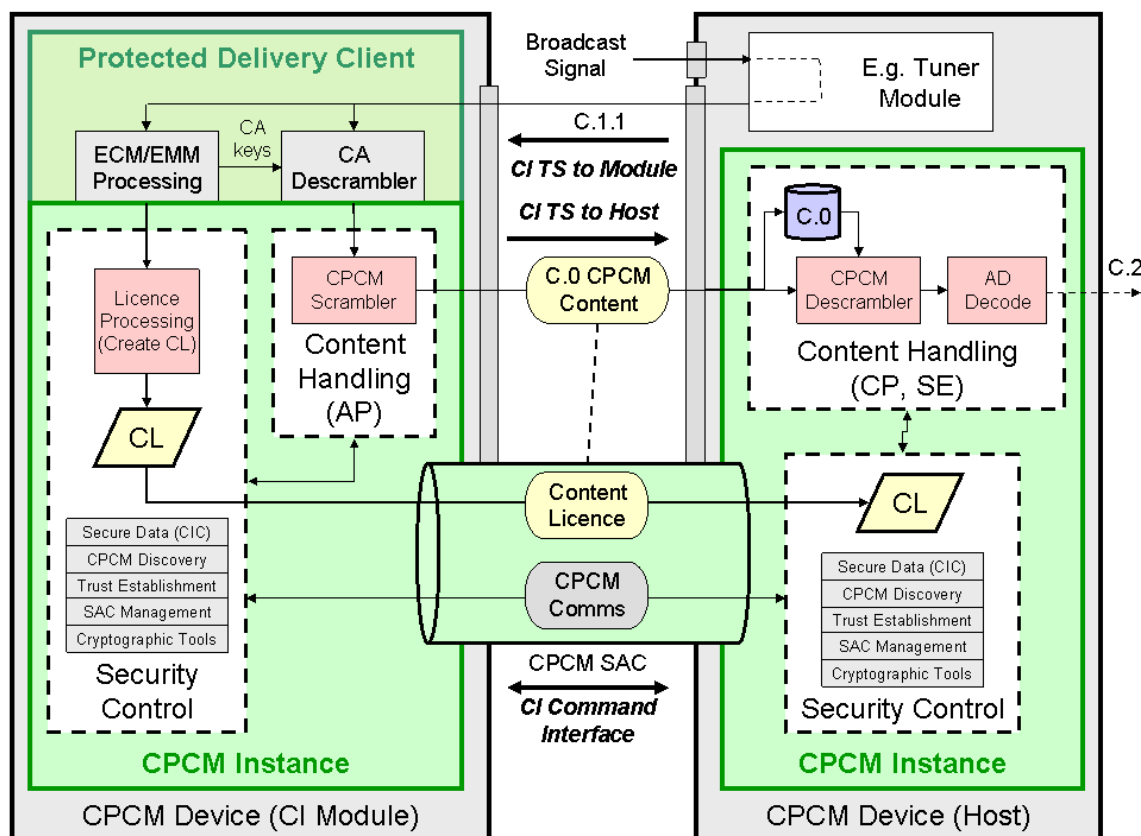 Protected Delivery Client
CA
keys
ECM/EMM
Processing
CA
Descrambler
Licence
Processing
(Create CL)
CL
CPCM
Scrambler
Content
Handling
(AP)
Secure Data (CIC)
CPCM Discovery
Trust Establishment
SAC Management
Cryptographic Tools
Security
Control
CPCM Instance
CPCM Device (CI Module)
Broadcast
Signal
C.1.1
CI TS to Module
CI TS to Host
C.0 CPCM
Content
Content
Licence
CPCM
Comms
CPCM SAC
CI Command
Interface
E.g. Tuner
Module
C.0
CPCM
Descrambler
AD
Decode
C.2
Content Handling
(CP, SE)
CL
Secure Data (CIC)
CPCM Discovery
Trust Establishment
SAC Management
Cryptographic Tools
Security Control
CPCM Instance
CPCM Device (Host)